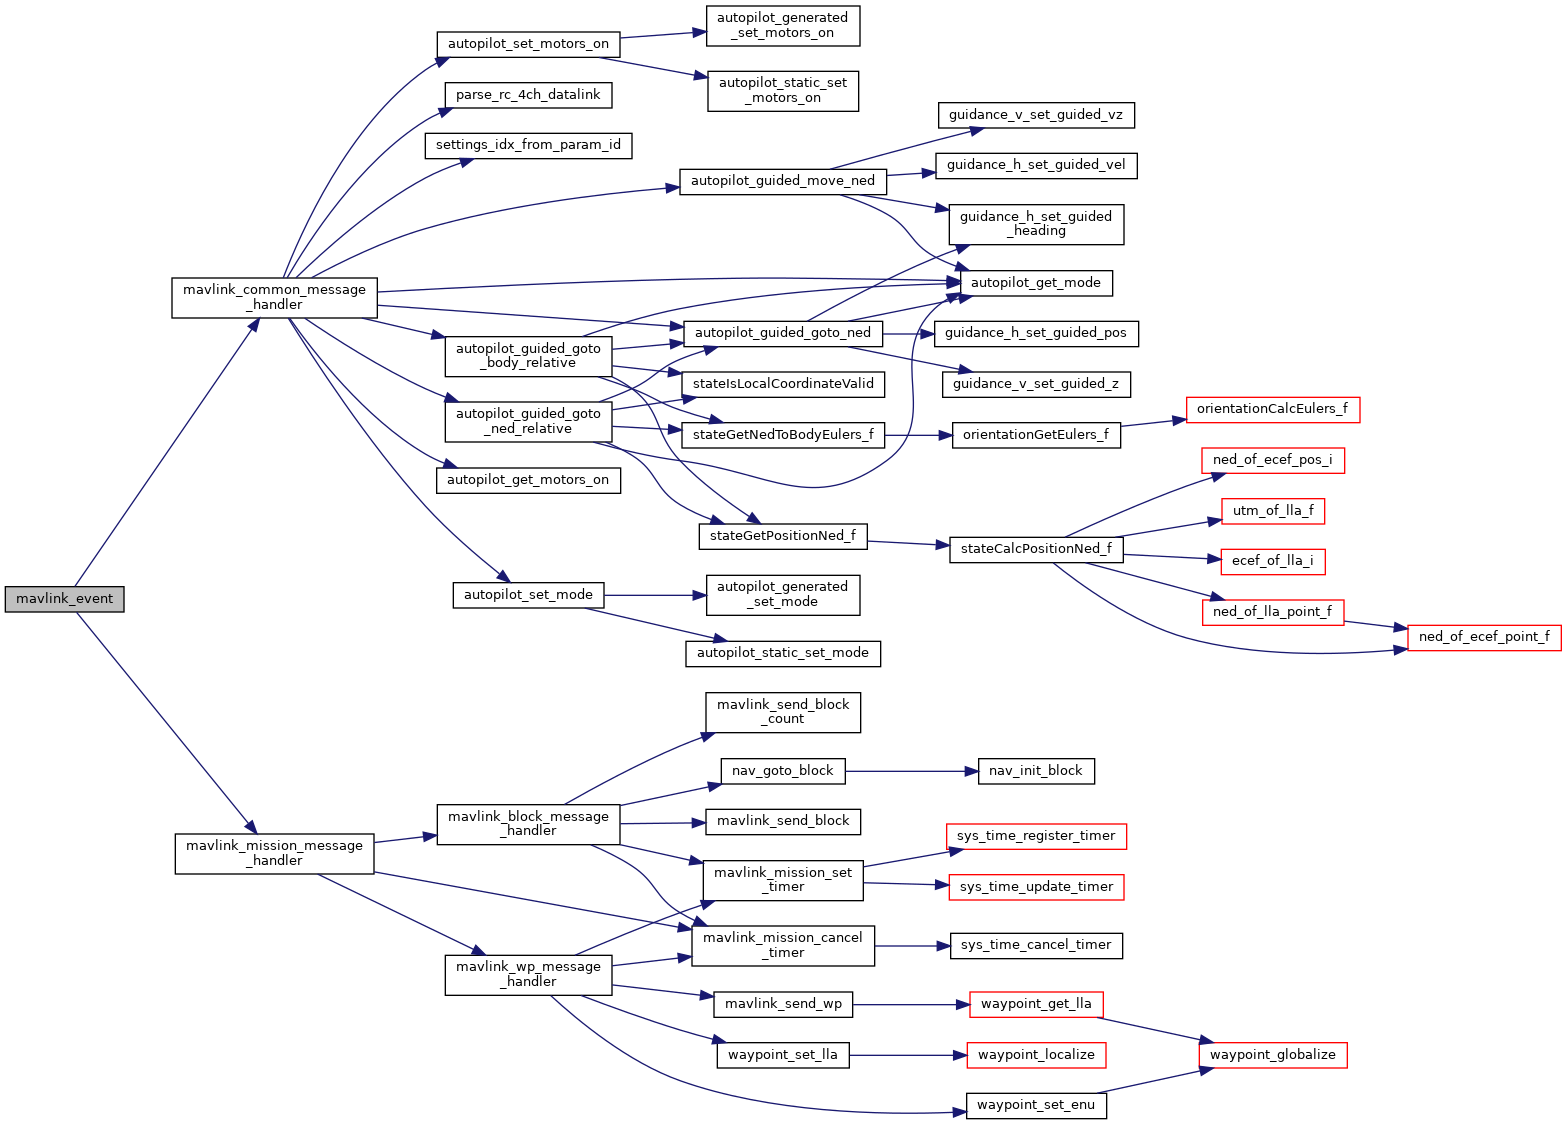 mavlink_event
mavlink_common_message
_handler
mavlink_mission_message
_handler
autopilot_set_motors_on
parse_rc_4ch_datalink
settings_idx_from_param_id
autopilot_guided_goto
_body_relative
autopilot_guided_goto
_ned_relative
autopilot_get_motors_on
autopilot_set_mode
mavlink_block_message
_handler
mavlink_wp_message
_handler
autopilot_generated
_set_motors_on
autopilot_static_set
_motors_on
autopilot_guided_move_ned
autopilot_guided_goto_ned
stateIsLocalCoordinateValid
stateGetNedToBodyEulers_f
stateGetPositionNed_f
autopilot_generated
_set_mode
autopilot_static_set_mode
mavlink_send_block
_count
nav_goto_block
mavlink_send_block
mavlink_mission_set
_timer
mavlink_mission_cancel
_timer
mavlink_send_wp
waypoint_set_lla
guidance_v_set_guided_vz
guidance_h_set_guided_vel
guidance_h_set_guided
_heading
autopilot_get_mode
guidance_h_set_guided_pos
guidance_v_set_guided_z
orientationGetEulers_f
stateCalcPositionNed_f
nav_init_block
sys_time_register_timer
sys_time_update_timer
sys_time_cancel_timer
waypoint_get_lla
waypoint_localize
waypoint_set_enu
orientationCalcEulers_f
ned_of_ecef_pos_i
utm_of_lla_f
ecef_of_lla_i
ned_of_lla_point_f
ned_of_ecef_point_f
waypoint_globalize